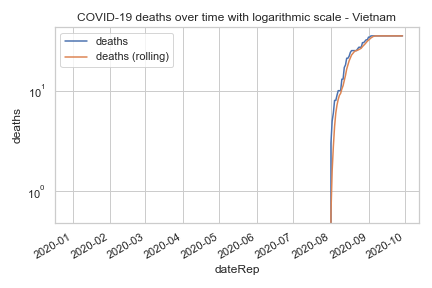 COVID-19 deaths over time with logarithmic scale - Vietnam
deaths
deaths (rolling)
10¹
10⁰
deaths
2020-01
2020-02
2020-03
2020-04
2020-05
2020-06
2020-07
2020-08
2020-09
2020-10
dateRep